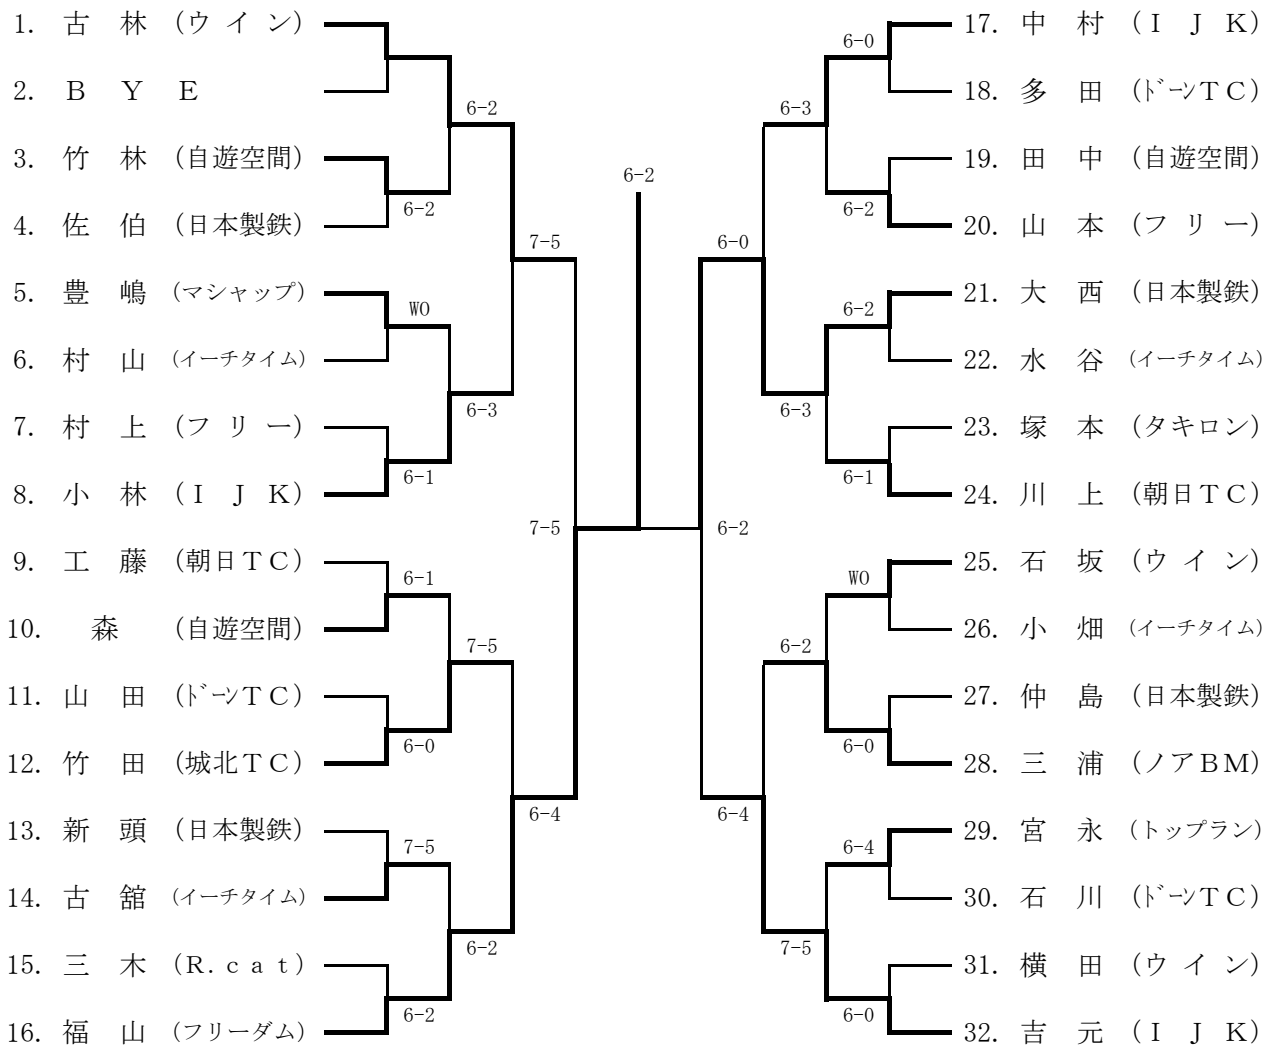 1. 古 林 (ウ イ ン)
2. B Y E
3. 竹 林 (自遊空間)
4. 佐 伯 (日本製鉄)
5. 豊 嶋 (マシャップ)
6. 村 山 (イーチタイム)
7. 村 上 (フ リ ー)
8. 小 林 (I J K)
9. 工 藤 (朝日TC)
10. 森 (自遊空間)
11. 山 田 (ドーンTC)
12. 竹 田 (城北TC)
13. 新 頭 (日本製鉄)
14. 古 舘 (イーチタイム)
15. 三 木 (R. c a t)
16. 福 山 (フリーダム)
6-2
6-2
WO
6-1
6-1
6-0
7-5
6-2
6-2
6-3
7-5
6-2
7-5
6-4
7-5
6-2
6-2
6-0
6-4
6-3
6-3
6-2
7-5
6-0
6-2
6-2
6-1
WO
6-0
6-4
6-0
17. 中 村 (I J K)
18. 多 田 (ドーンTC)
19. 田 中 (自遊空間)
20. 山 本 (フ リ ー)
21. 大 西 (日本製鉄)
22. 水 谷 (イーチタイム)
23. 塚 本 (タキロン)
24. 川 上 (朝日TC)
25. 石 坂 (ウ イ ン)
26. 小 畑 (イーチタイム)
27. 仲 島 (日本製鉄)
28. 三 浦 (ノアBM)
29. 宮 永 (トップラン)
30. 石 川 (ドーンTC)
31. 横 田 (ウ イ ン)
32. 吉 元 (I J K)